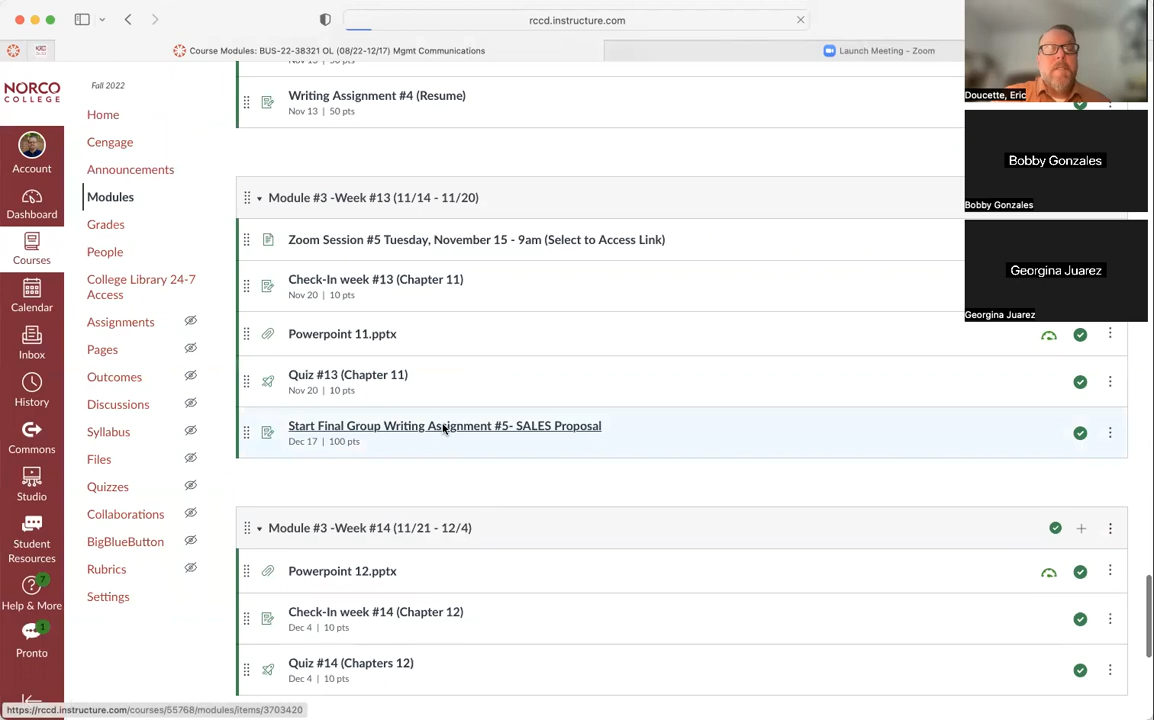 rccd.instructure.com
Course Modules: BUS-22-38321 OL (08/22-12/17) Mgmt Communications
Launch Meeting - Zoom
NORCO
COLLEGE
Account
Dashboard
Courses
Calendar
Inbox
History
Commons
Studio
Student
Resources
7
Help & More
1
Pronto
Fall 2022
Home
Cengage
Announcements
Modules
Grades
People
College Library 24-7
Access
Assignments
Pages
Outcomes
Discussions
Syllabus
Files
Quizzes
Collaborations
BigBlueButton
Rubrics
Settings
Nov 13 | 50 pts
Writing Assignment #4 (Resume)
Nov 13 | 50 pts
Module #3 -Week #13 (11/14 - 11/20)
Zoom Session #5 Tuesday, November 15 - 9am (Select to Access Link)
Check-In week #13 (Chapter 11)
Nov 20 | 10 pts
Powerpoint 11.pptx
Quiz #13 (Chapter 11)
Nov 20 | 10 pts
Start Final Group Writing Assignment #5- SALES Proposal
Dec 17 | 100 pts
Module #3 -Week #14 (11/21 - 12/4)
Powerpoint 12.pptx
Check-In week #14 (Chapter 12)
Dec 4 | 10 pts
Quiz #14 (Chapters 12)
Dec 4 | 10 pts
Doucette, Eric
Bobby Gonzales
Bobby Gonzales
Georgina Juarez
Georgina Juarez
https://rccd.instructure.com/courses/55768/modules/items/3703420